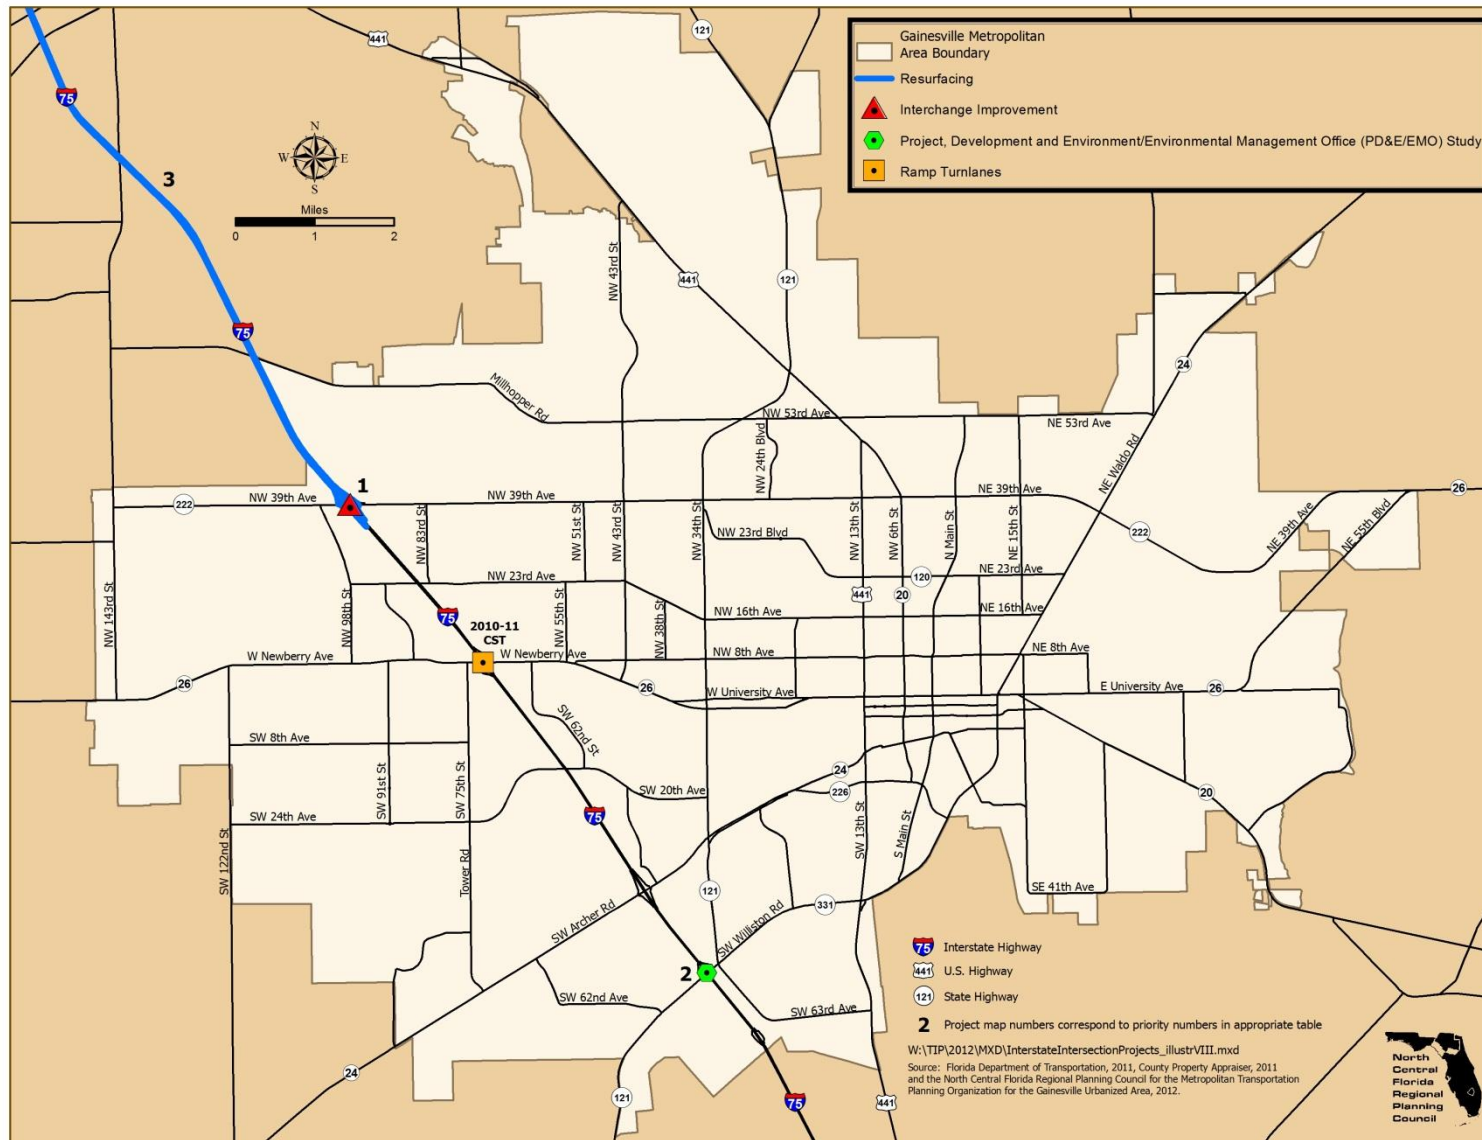 Gainesville Metropolitan
Area Boundary
Resurfacing
Interchange Improvement
Project, Development and Environment/Environmental Management Office (PD&E/EMO) Study
Ramp Turnlanes
441
121
75
3
N
W E
S
Miles
0 1 2
NW 43rd St
441
121
75
24
Millhopper Rd
NW 53rd Ave
NE 53rd Ave
NW 24th Blvd
NE Waldo Rd
1
222
NW 39th Ave
NW 39th Ave
NE 39th Ave
26
NW 83rd St
NW 51st St
NW 43rd St
NW 34th St
NW 23rd Blvd
NW 13th St
NW 6th St
N Main St
NE 15th St
222
NE 39th Ave
NE 55th Blvd
NW 23rd Ave
120
NE 23rd Ave
NW 143rd St
NW 98th St
75
2010-11
CST
NW 55th St
NW 38th St
NW 16th Ave
441
20
NE 16th Ave
W Newberry Ave
W Newberry Ave
NW 8th Ave
NE 8th Ave
26
26
W University Ave
E University Ave
26
SW 62nd St
SW 8th Ave
SW 91st St
SW 75th St
24
SW 20th Ave
226
20
SW 24th Ave
75
SW 122nd St
Tower Rd
SW 13th St
S Main St
SW Archer Rd
121
SW Williston Rd
331
SE 41th Ave
2
SW 62nd Ave
SW 63rd Ave
24
121
75
441
75 Interstate Highway
441 U.S. Highway
121 State Highway
2 Project map numbers correspond to priority numbers in appropriate table
W:\TIP\2012\MXD\InterstateIntersectionProjects_illustrVIII.mxd
Source: Florida Department of Transportation, 2011, County Property Appraiser, 2011
and the North Central Florida Regional Planning Council for the Metropolitan Transportation
Planning Organization for the Gainesville Urbanized Area, 2012.
North
Central
Florida
Regional
Planning
Council